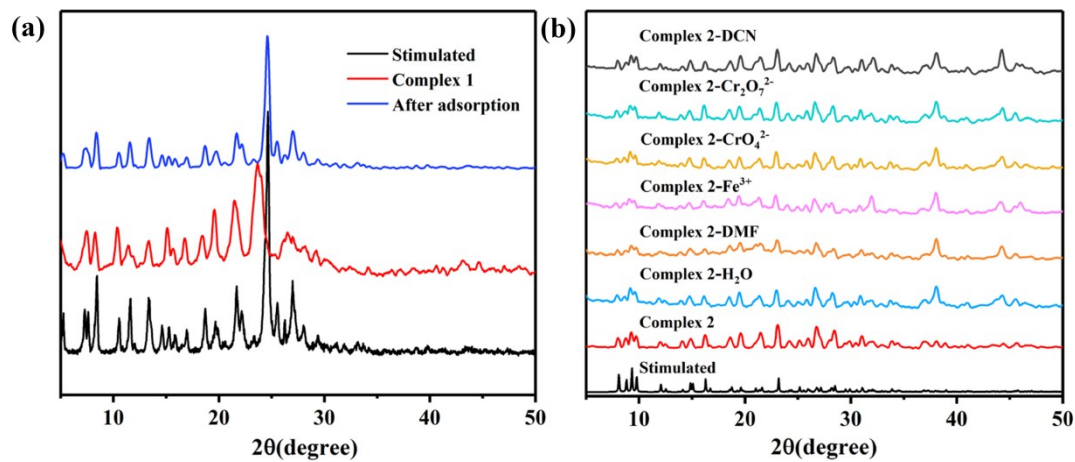 (a)
Stimulated
Complex 1
After adsorption
10 20 30 40 50
2θ(degree)
(b)
Complex 2-DCN
Complex 2-Cr₂O₇²⁻
Complex 2-CrO₄²⁻
Complex 2-Fe³⁺
Complex 2-DMF
Complex 2-H₂O
Complex 2
Stimulated
10 20 30 40 50
2θ(degree)